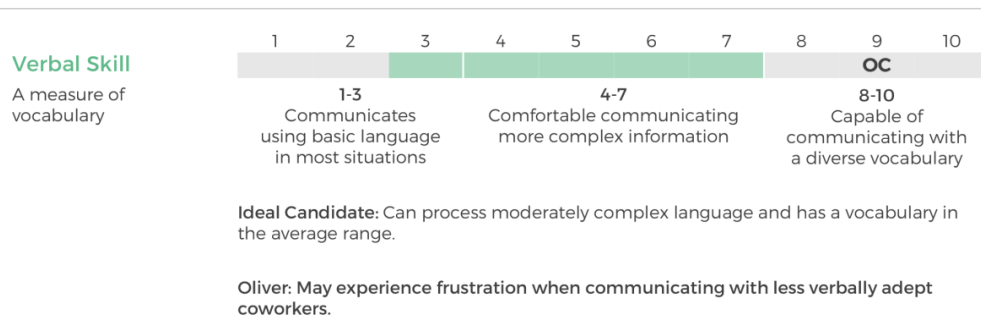 1 2 3 4 5 6 7 8 9 10
Verbal Skill
OC
A measure of
vocabulary
1-3
Communicates
using basic language
in most situations
4-7
Comfortable communicating
more complex information
8-10
Capable of
communicating with
a diverse vocabulary
Ideal Candidate: Can process moderately complex language and has a vocabulary in
the average range.
Oliver: May experience frustration when communicating with less verbally adept
coworkers.